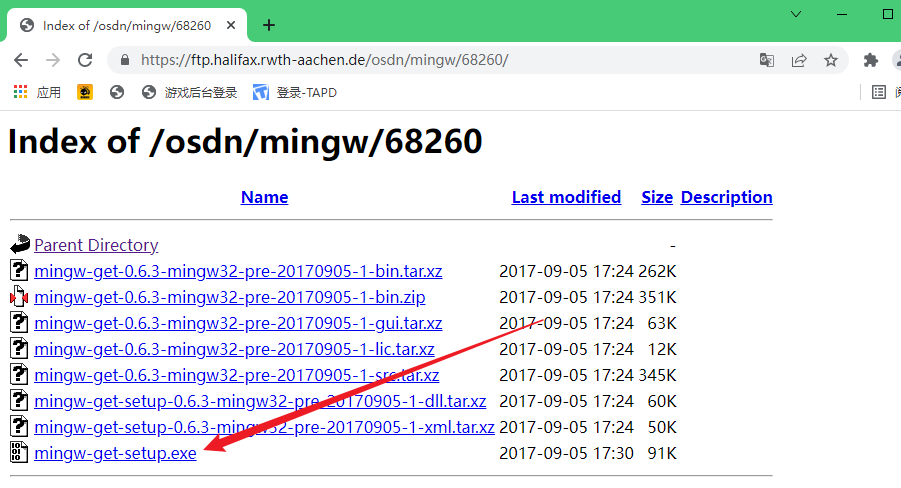 Index of /osdn/mingw/68260
https://ftp.halifax.rwth-aachen.de/osdn/mingw/68260/
应用 游戏后台登录 登录-TAPD
Index of /osdn/mingw/68260
Name Last modified Size Description
Parent Directory -
mingw-get-0.6.3-mingw32-pre-20170905-1-bin.tar.xz 2017-09-05 17:24 262K
mingw-get-0.6.3-mingw32-pre-20170905-1-bin.zip 2017-09-05 17:24 351K
mingw-get-0.6.3-mingw32-pre-20170905-1-gui.tar.xz 2017-09-05 17:24 63K
mingw-get-0.6.3-mingw32-pre-20170905-1-lic.tar.xz 2017-09-05 17:24 12K
mingw-get-0.6.3-mingw32-pre-20170905-1-src.tar.xz 2017-09-05 17:24 345K
mingw-get-setup-0.6.3-mingw32-pre-20170905-1-dll.tar.xz 2017-09-05 17:24 60K
mingw-get-setup-0.6.3-mingw32-pre-20170905-1-xml.tar.xz 2017-09-05 17:24 50K
mingw-get-setup.exe 2017-09-05 17:30 91K